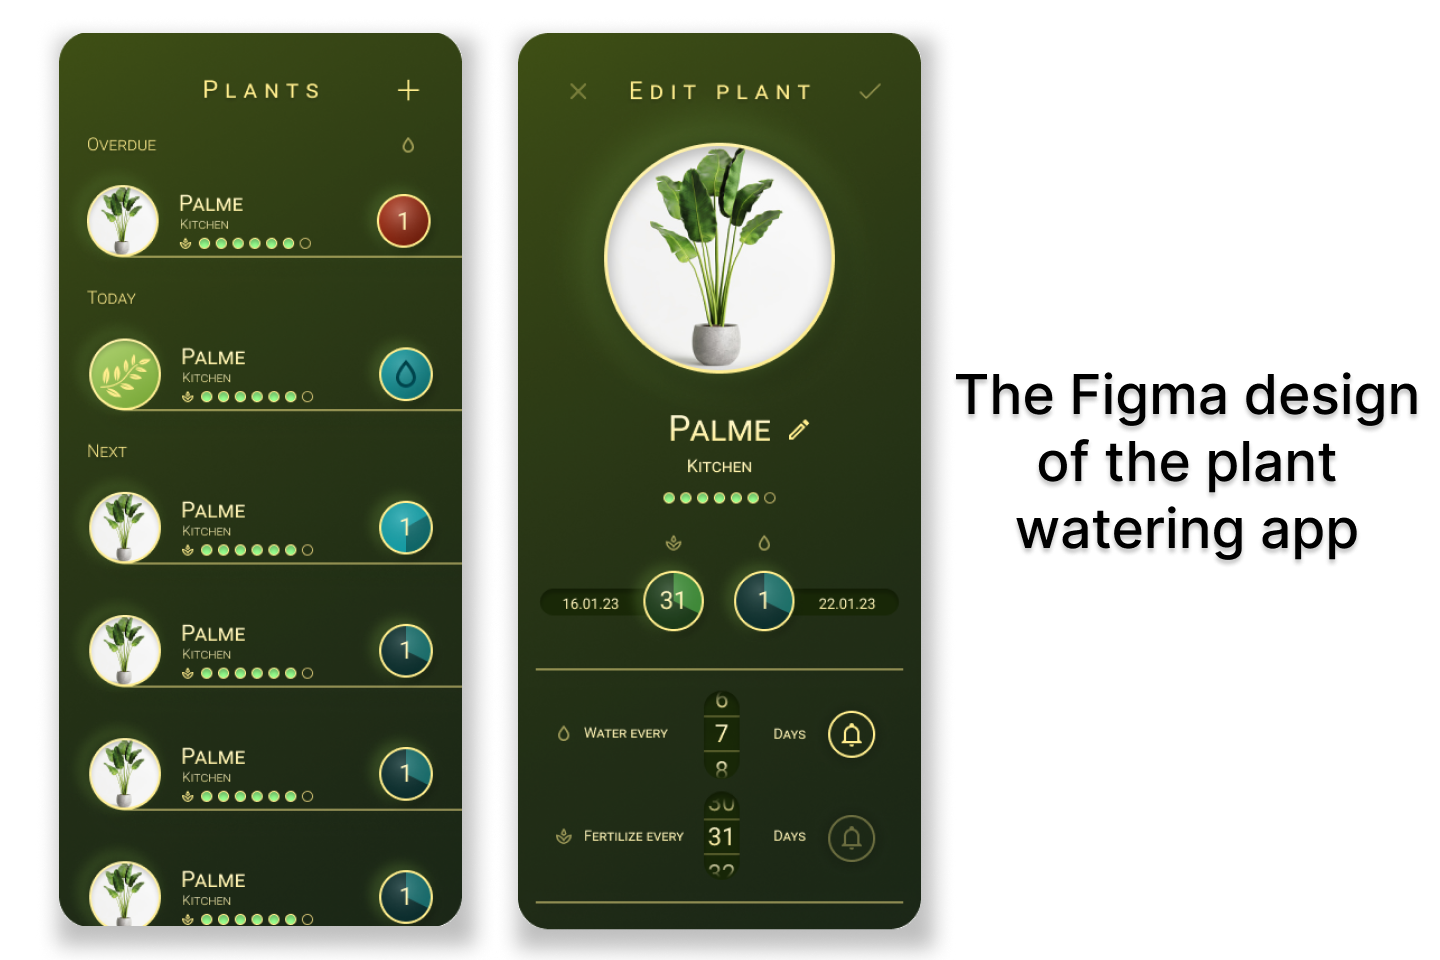 PLANTS
OVERDUE
PALME
KITCHEN
1
TODAY
PALME
KITCHEN
NEXT
PALME
KITCHEN
1
PALME
KITCHEN
1
PALME
KITCHEN
1
PALME
KITCHEN
1
EDIT PLANT
PALME
KITCHEN
16.01.23 31 1 22.01.23
6
WATER EVERY 7 DAYS
8
30
FERTILIZE EVERY 31 DAYS
32
The Figma design
of the plant
watering app